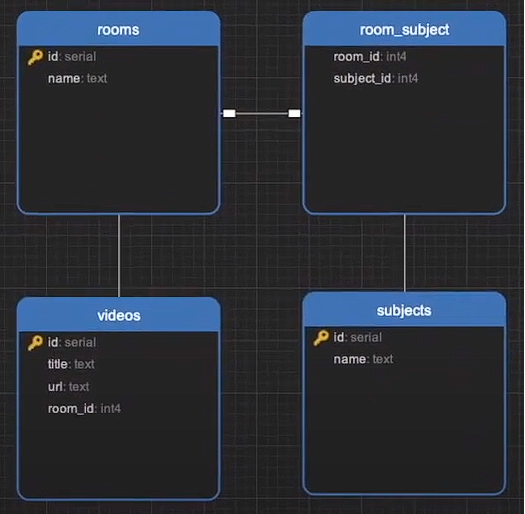 rooms
id: serial
name: text
room_subject
room_id: int4
subject_id: int4
videos
id: serial
title: text
url: text
room_id: int4
subjects
id: serial
name: text